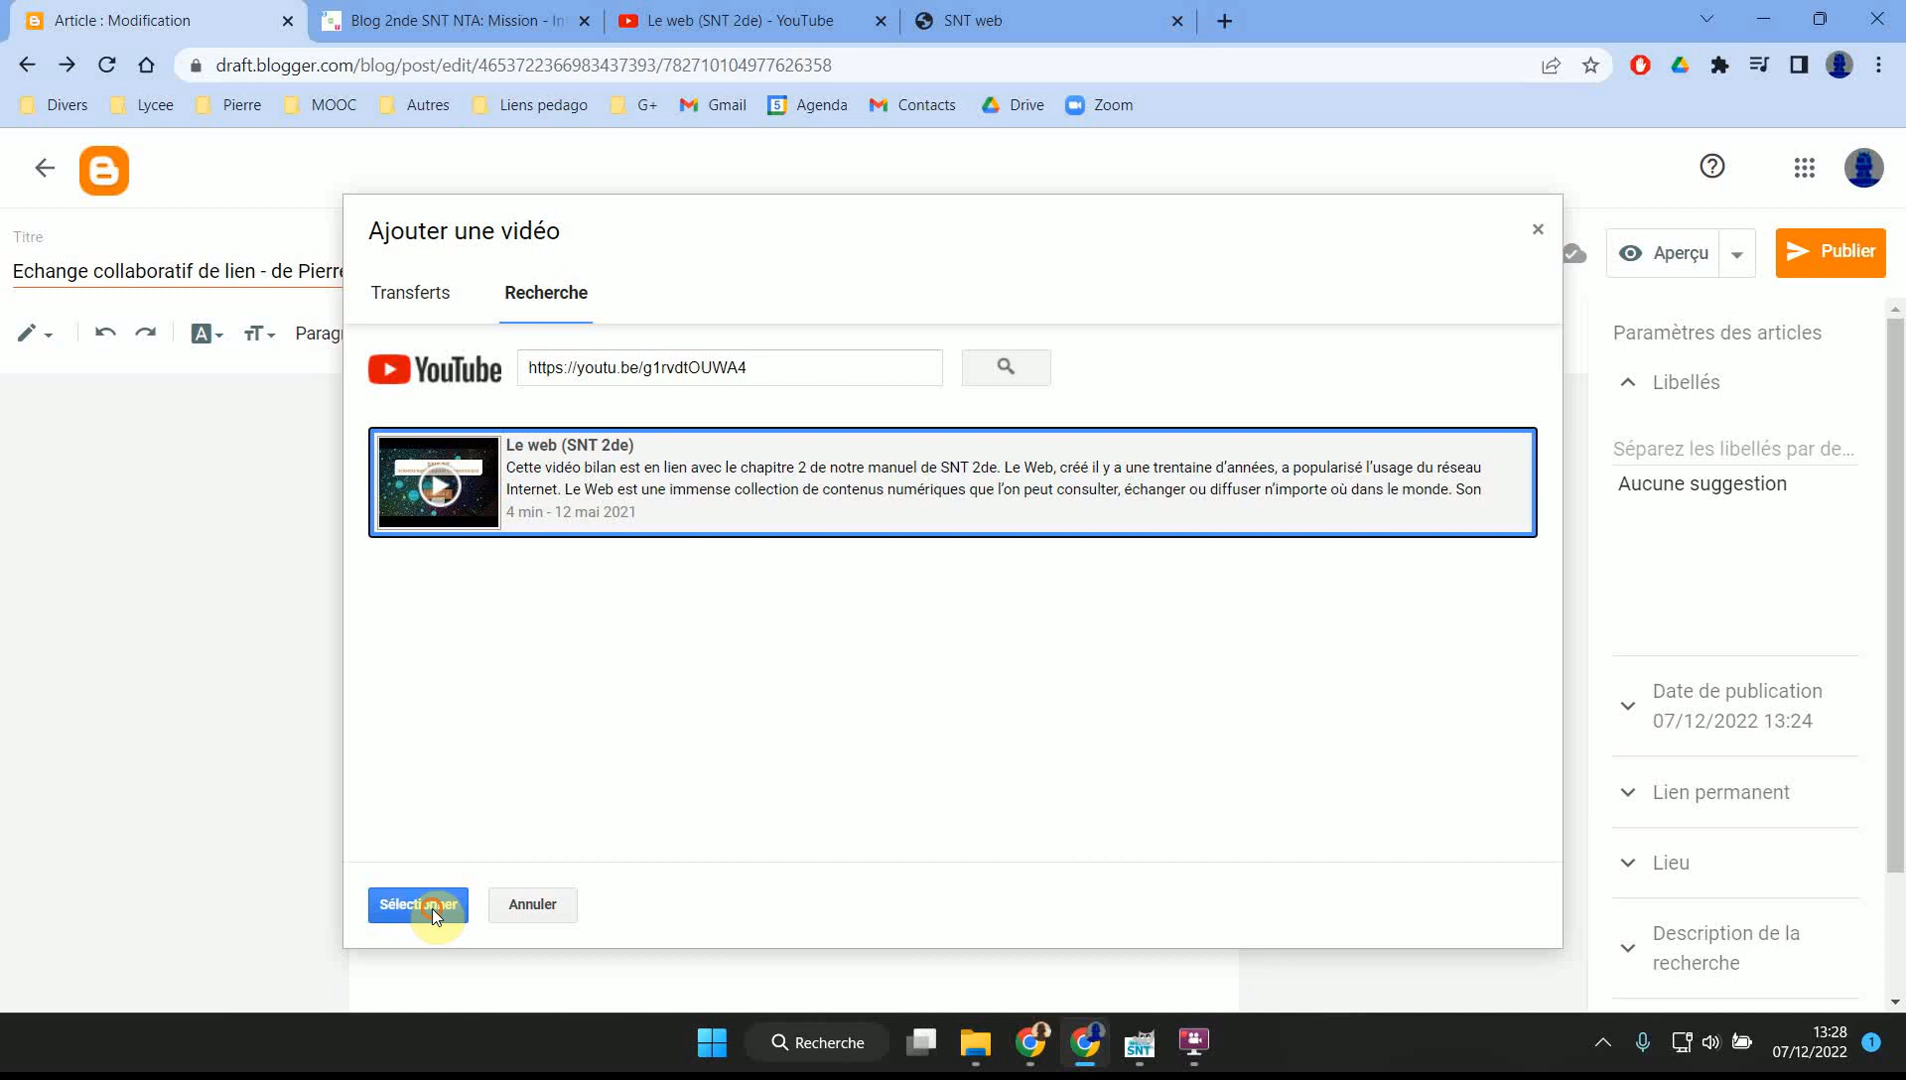 Article : Modification
Blog 2nde SNT NTA: Mission - In
Le web (SNT 2de) - YouTube
SNT web
draft.blogger.com/blog/post/edit/4653722366983437393/782710104977626358
Divers
Lycee
Pierre
MOOC
Autres
Liens pedago
G+
Gmail
5
Agenda
Contacts
Drive
Zoom
Titre
Echange collaboratif de lien - de Pierre
Paragr
Ajouter une vidéo
Transferts
Recherche
YouTube
https://youtu.be/g1rvdtOUWA4
Le web (SNT 2de)
Cette vidéo bilan est en lien avec le chapitre 2 de notre manuel de SNT 2de. Le Web, créé il y a une trentaine d’années, a popularisé l’usage du réseau
Internet. Le Web est une immense collection de contenus numériques que l’on peut consulter, échanger ou diffuser n’importe où dans le monde. Son
4 min - 12 mai 2021
Sélectionner
Annuler
Aperçu
Publier
Paramètres des articles
Libellés
Séparez les libellés par de...
Aucune suggestion
Date de publication
07/12/2022 13:24
Lien permanent
Lieu
Description de la
recherche
Recherche
SNT
13:28
07/12/2022
1